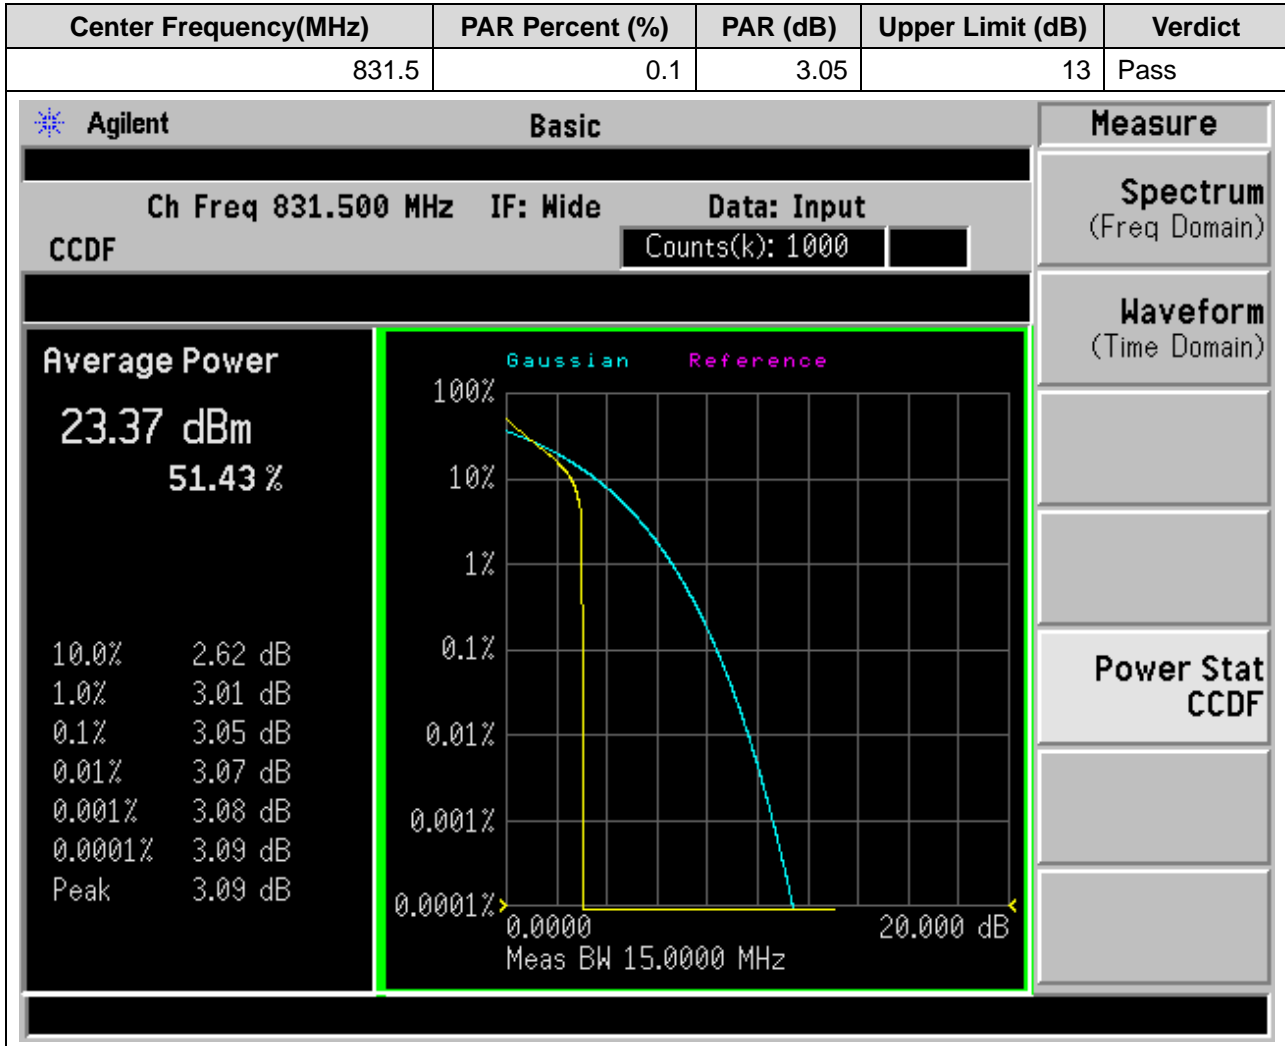 Center Frequency(MHz) PAR Percent (%) PAR (dB) Upper Limit (dB) Verdict
831.5 0.1 3.05 13 Pass
Agilent Basic Measure
Ch Freq 831.500 MHz IF: Wide Data: Input
CCDF Counts(k): 1000
Average Power
23.37 dBm
51.43 %
10.0% 2.62 dB
1.0% 3.01 dB
0.1% 3.05 dB
0.01% 3.07 dB
0.001% 3.08 dB
0.0001% 3.09 dB
Peak 3.09 dB
Gaussian Reference
100%
10%
1%
0.1%
0.01%
0.001%
0.0001%
0.0000 20.000 dB
Meas BW 15.0000 MHz
Spectrum
(Freq Domain)
Waveform
(Time Domain)
Power Stat
CCDF